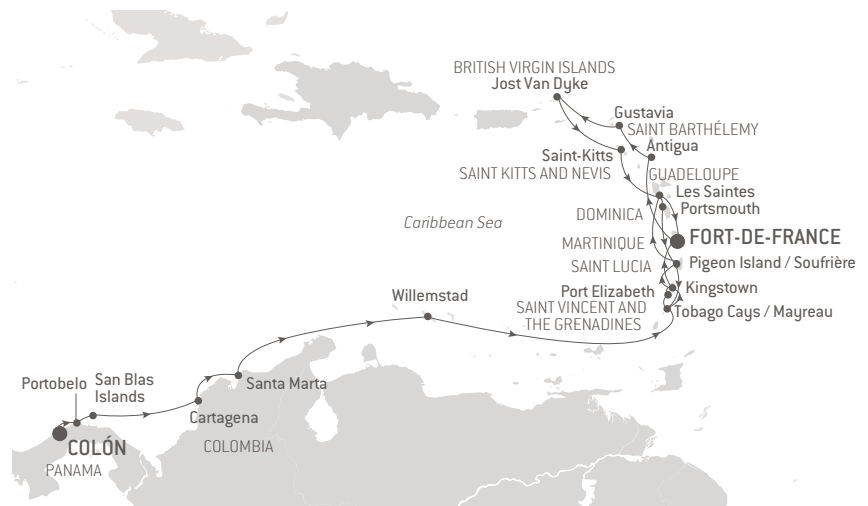 BRITISH VIRGIN ISLANDS
Jost Van Dyke
Gustavia
SAINT BARTHÉLEMY
Antigua
Saint-Kitts
SAINT KITTS AND NEVIS
GUADELOUPE
Les Saintes
Portsmouth
DOMINICA
Caribbean Sea
FORT-DE-FRANCE
MARTINIQUE
Pigeon Island / Soufrière
SAINT LUCIA
Kingstown
Port Elizabeth
Willemstad
SAINT VINCENT AND
THE GRENADINES
Tobago Cays / Mayreau
Portobelo
San Blas
Islands
Santa Marta
Cartagena
COLÓN
COLOMBIA
PANAMA